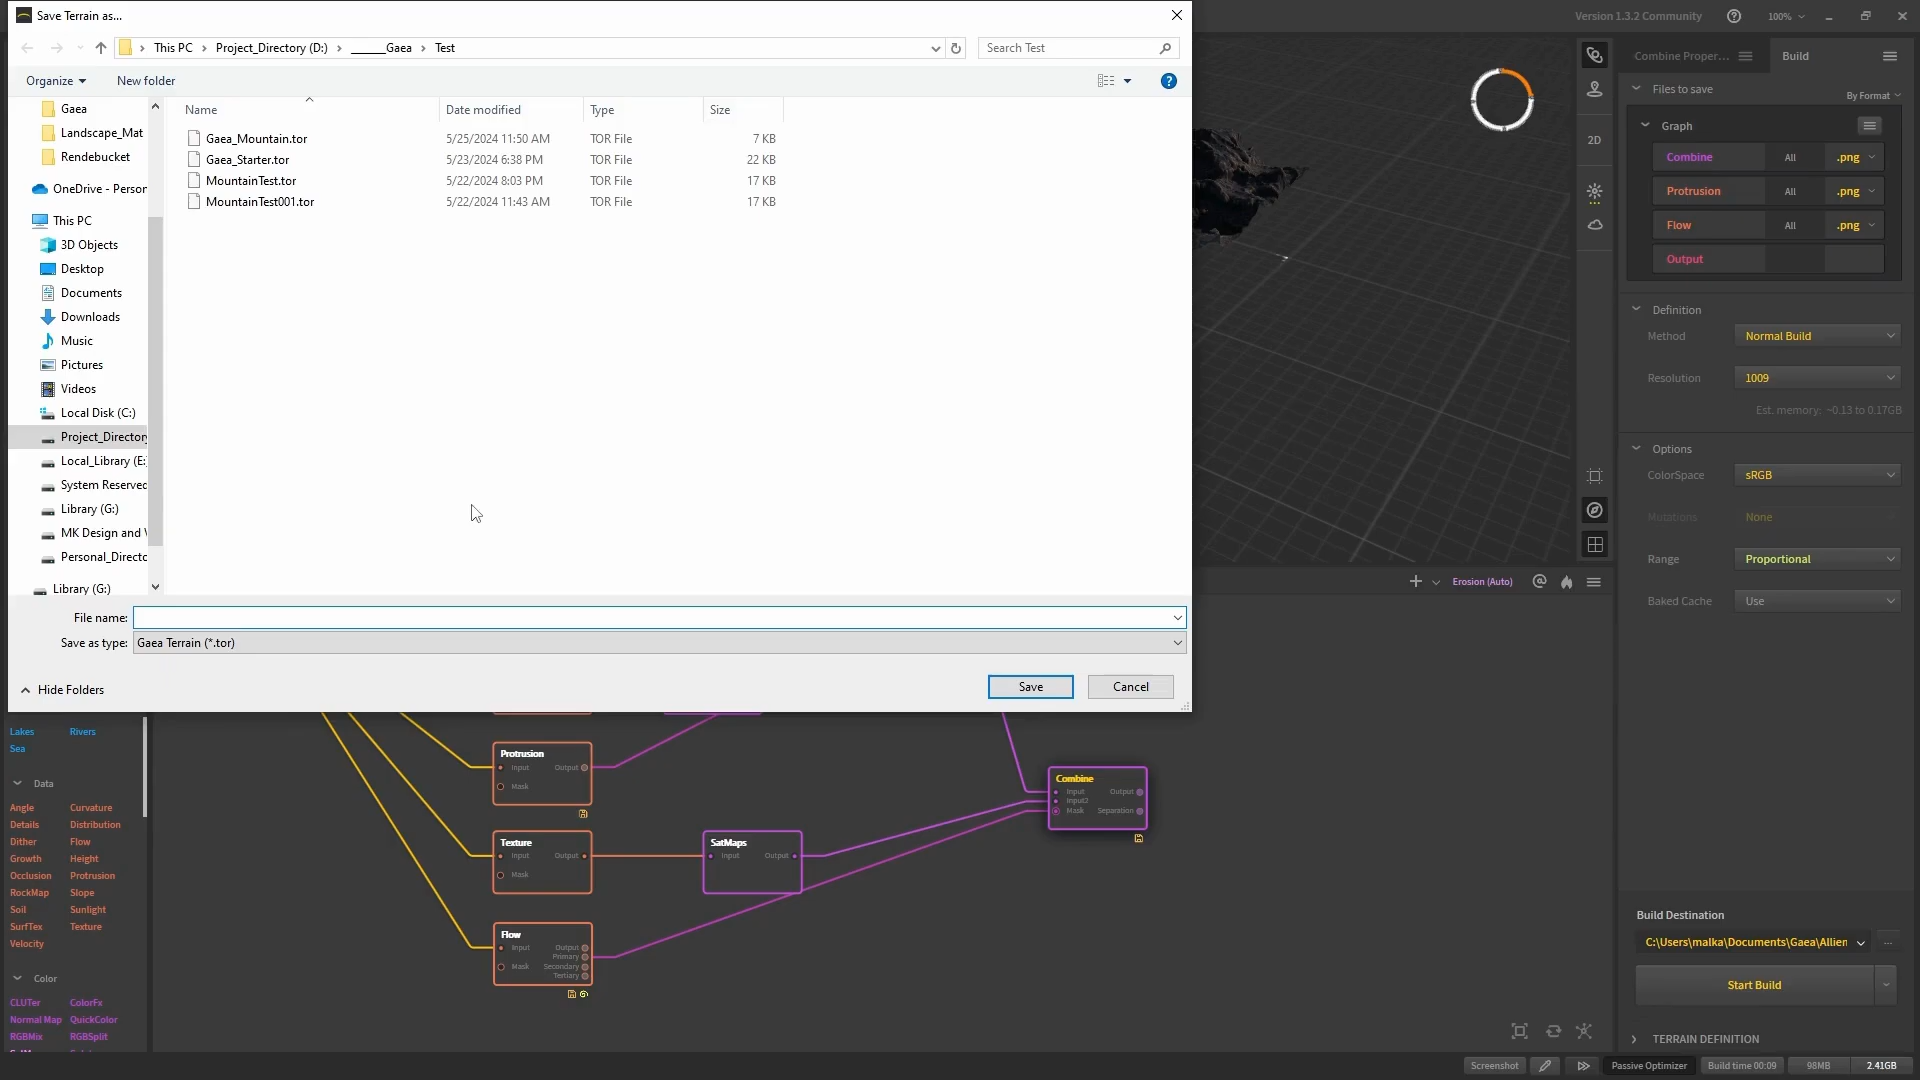 Save Terrain as...
This PC
Project_Directory (D:)
______Gaea
Test
Search Test
Organize
New folder
Gaea
Landscape_Mat
Rendebucket
OneDrive - Person
This PC
3D Objects
Desktop
Documents
Downloads
Music
Pictures
Videos
Local Disk (C:)
Project_Directory
Local_Library (E:
System Reserved
Library (G:)
MK Design and V
Personal_Directo
Library (G:)
Name Date modified Type Size
Gaea_Mountain.tor 5/25/2024 11:50 AM TOR File 7 KB
Gaea_Starter.tor 5/23/2024 6:38 PM TOR File 22 KB
MountainTest.tor 5/22/2024 8:03 PM TOR File 17 KB
MountainTest001.tor 5/22/2024 11:43 AM TOR File 17 KB
File name:
Save as type: Gaea Terrain (*.tor)
Hide Folders
Save
Cancel
Version 1.3.2 Community
100%
2D
Combine Proper...
Build
Files to save
By Format
Graph
Combine All .png
Protrusion All .png
Flow All .png
Output
Definition
Method Normal Build
Resolution 1009
Est. memory: ~0.13 to 0.17GB
Options
ColorSpace sRGB
Mutations None
Range Proportional
Baked Cache Use
Build Destination
C:\Users\malka\Documents\Gaea\Allien
...
Start Build
TERRAIN DEFINITION
Erosion (Auto)
Lakes Rivers
Sea
Data
Angle Curvature
Details Distribution
Dither Flow
Growth Height
Occlusion Protrusion
RockMap Slope
Soil Sunlight
SurfTex Texture
Velocity
Color
CLUTer ColorFx
Normal Map QuickColor
RGBMix RGBSplit
Protrusion
Input Output
Mask
Texture
Input Output
Mask
SatMaps
Input Output
Flow
Input Output
Primary
Mask Secondary
Tertiary
Combine
Input Output
Input2
Mask Separation
Screenshot
Passive Optimizer
Build time 00:09
98MB
2.41GB